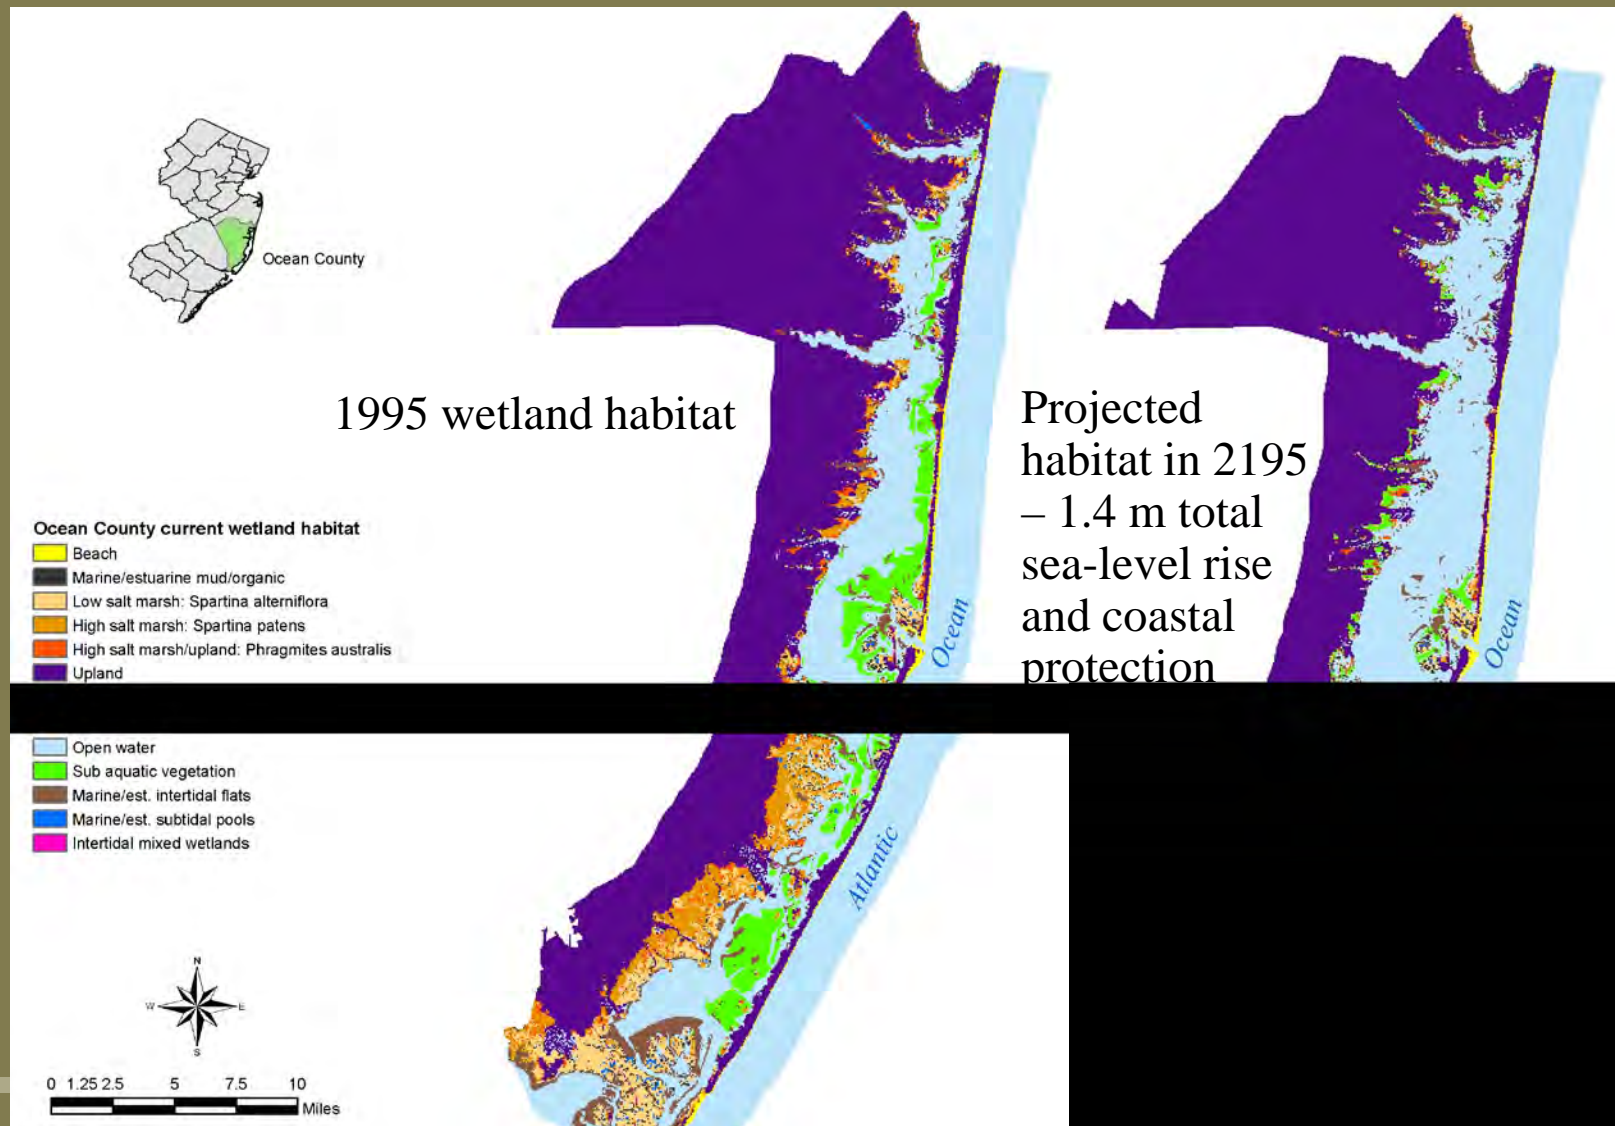 Ocean County
1995 wetland habitat
Projected
habitat in 2195
– 1.4 m total
sea-level rise
and coastal
protection
Ocean
Ocean
Ocean County current wetland habitat
Beach
Marine/estuarine mud/organic
Low salt marsh: Spartina alterniflora
High salt marsh: Spartina patens
High salt marsh/upland: Phragmites australis
Upland
Open water
Sub aquatic vegetation
Marine/est. intertidal flats
Marine/est. subtidal pools
Intertidal mixed wetlands
Atlantic
N
W E
S
0 1.25 2.5 5 7.5 10
Miles